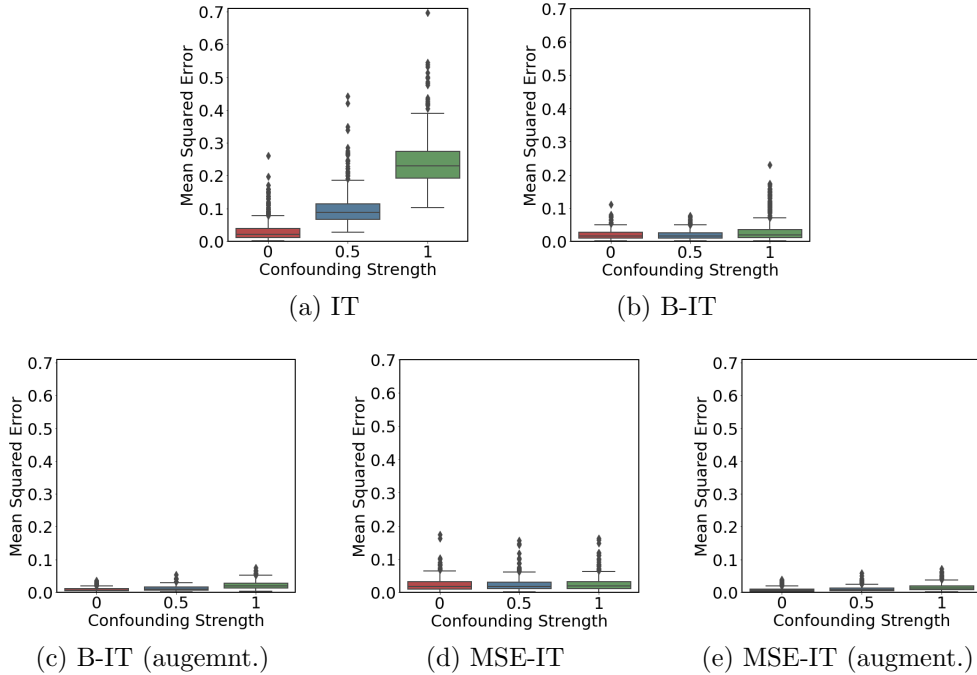 Mean Squared Error
0.7
0.6
0.5
0.4
0.3
0.2
0.1
0.0
0 0.5 1
Confounding Strength
(a) IT
Mean Squared Error
0.7
0.6
0.5
0.4
0.3
0.2
0.1
0.0
0 0.5 1
Confounding Strength
(b) B-IT
Mean Squared Error
0.7
0.6
0.5
0.4
0.3
0.2
0.1
0.0
0 0.5 1
Confounding Strength
(c) B-IT (augemnt.)
Mean Squared Error
0.7
0.6
0.5
0.4
0.3
0.2
0.1
0.0
0 0.5 1
Confounding Strength
(d) MSE-IT
Mean Squared Error
0.7
0.6
0.5
0.4
0.3
0.2
0.1
0.0
0 0.5 1
Confounding Strength
(e) MSE-IT (augment.)